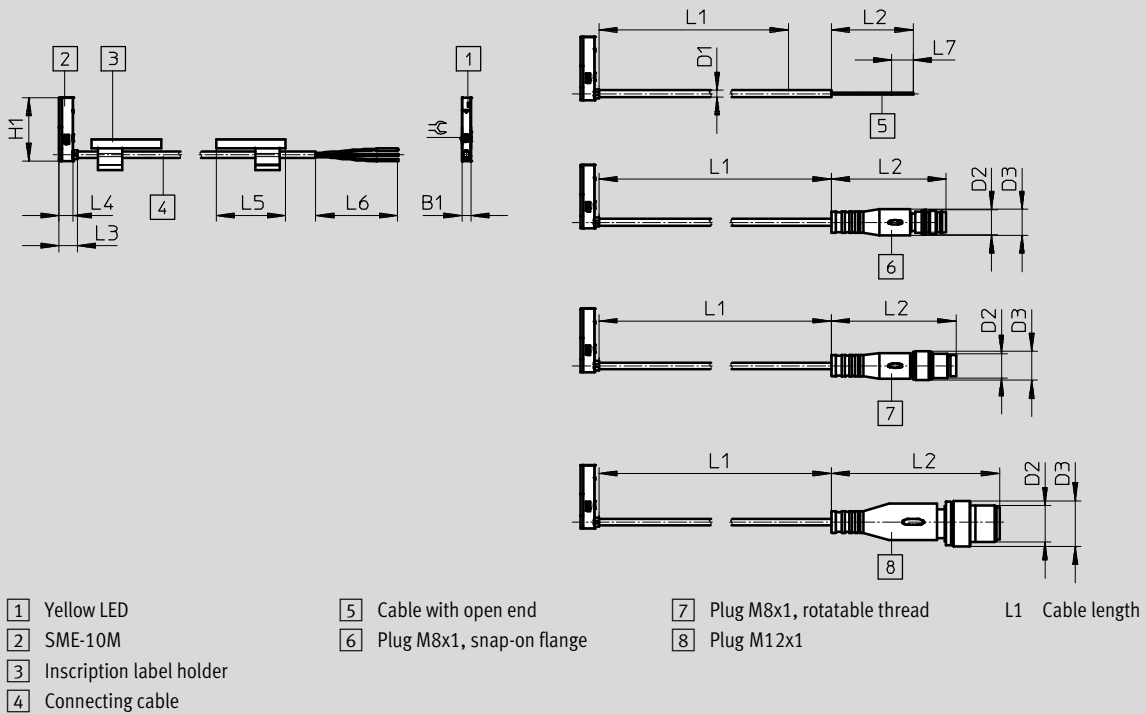 2
3
1
H1
L4
L3
4
L5
L6
B1
L1
L2
L7
D1
5
L1
L2
D2
D3
6
L1
L2
D2
D3
7
L1
L2
D2
D3
8
1 Yellow LED
2 SME-10M
3 Inscription label holder
4 Connecting cable
5 Cable with open end
6 Plug M8x1, snap-on flange
7 Plug M8x1, rotatable thread
8 Plug M12x1
L1 Cable length